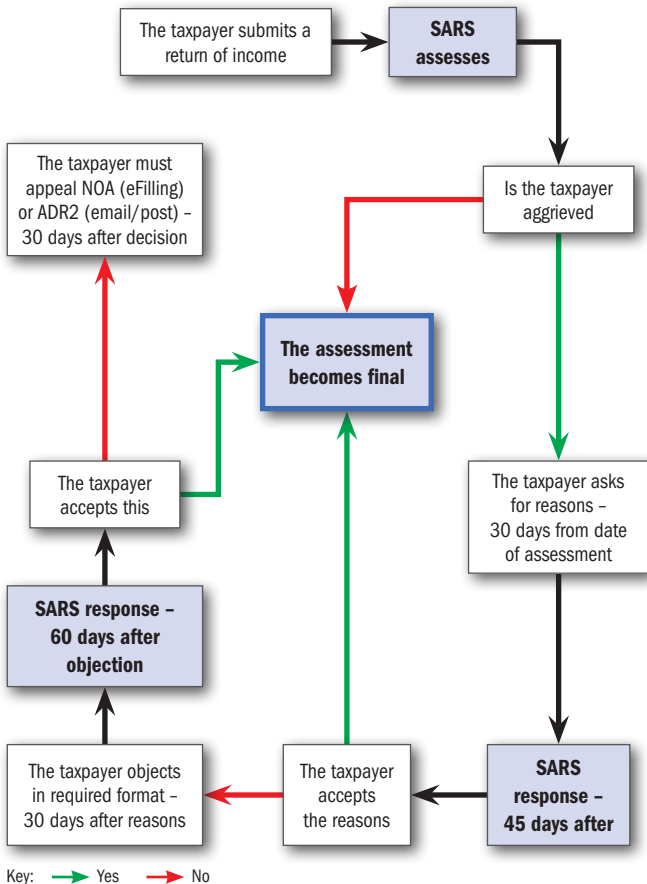 The taxpayer submits a
return of income
SARS
assesses
The taxpayer must
appeal NOA (eFilling)
or ADR2 (email/post) –
30 days after decision
Is the taxpayer
aggrieved
The assessment
becomes final
The taxpayer
accepts this
The taxpayer asks
for reasons –
30 days from date
of assessment
SARS response –
60 days after
objection
The taxpayer objects
in required format –
30 days after reasons
The taxpayer
accepts
the reasons
SARS
response –
45 days after
Key: Yes No